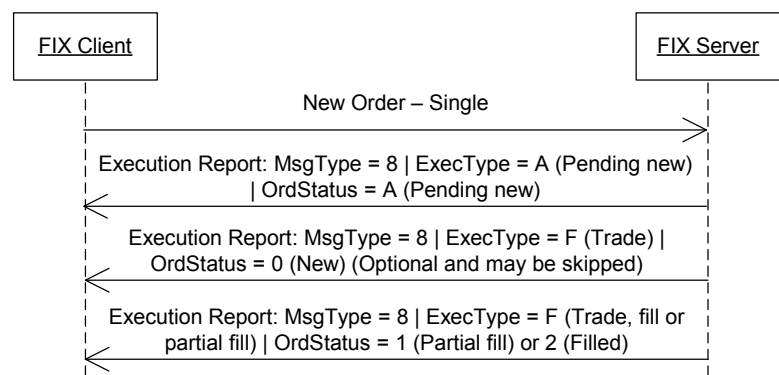 FIX Client
FIX Server
New Order – Single
Execution Report: MsgType = 8 | ExecType = A (Pending new)
| OrdStatus = A (Pending new)
Execution Report: MsgType = 8 | ExecType = F (Trade) |
OrdStatus = 0 (New) (Optional and may be skipped)
Execution Report: MsgType = 8 | ExecType = F (Trade, fill or
partial fill) | OrdStatus = 1 (Partial fill) or 2 (Filled)